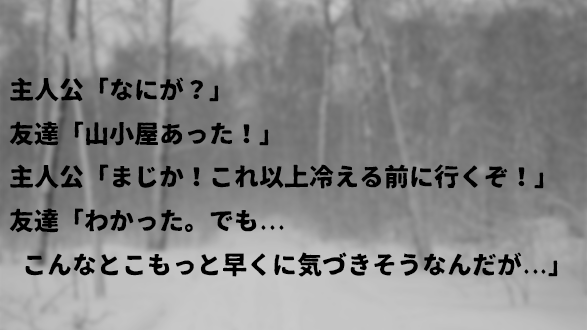 主人公「なにが？」
友達「山小屋あった！」
主人公「まじか！これ以上冷える前に行くぞ！」
友達「わかった。でも…
こんなとこもっと早くに気づきそうなんだが…」